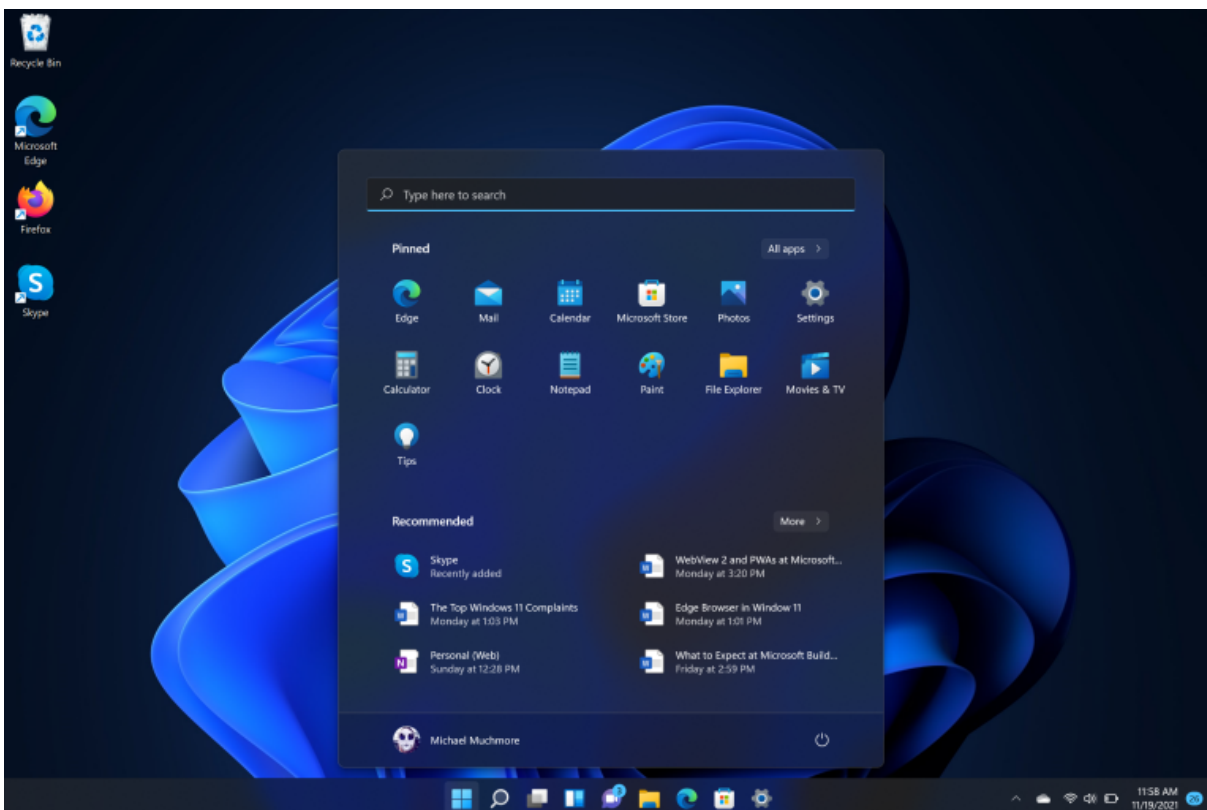 Recycle Bin
Microsoft
Edge
Firefox
S
Skype
Type here to search
Pinned
All apps
Edge
Mail
Calendar
Microsoft Store
Photos
Settings
Calculator
Clock
Notepad
Paint
File Explorer
Movies & TV
Tips
Recommended
More
S
Skype
Recently added
WebView 2 and PWAs at Microsoft...
Monday at 3:20 PM
The Top Windows 11 Complaints
Monday at 1:03 PM
Edge Browser in Window 11
Monday at 1:01 PM
N
Personal (Web)
Sunday at 12:28 PM
What to Expect at Microsoft Build...
Friday at 2:59 PM
Michael Muchmore
3
11:58 AM
11/19/2021
26